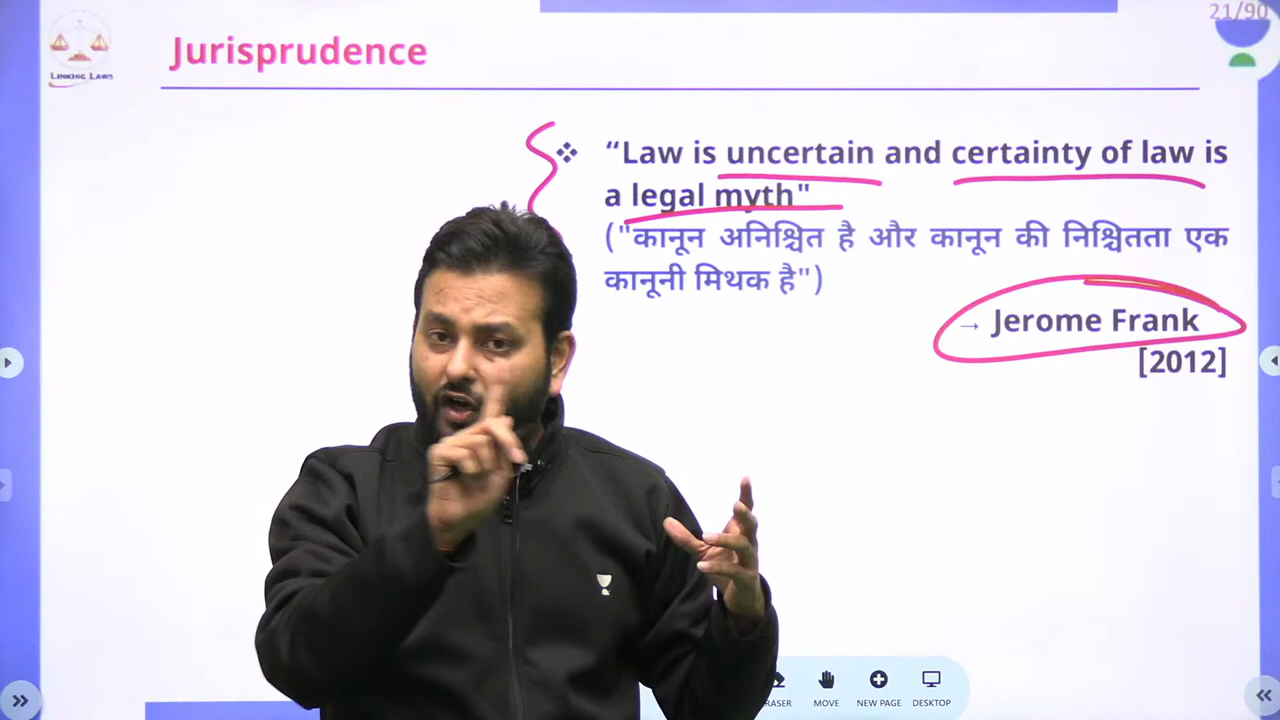 21/90
LINKING LAWS
Jurisprudence
❖ “Law is uncertain and certainty of law is
a legal myth"
("कानून अनिश्चित है और कानून की निश्चितता एक
कानूनी मिथक है")
→ Jerome Frank
[2012]
MOVE
NEW PAGE
DESKTOP